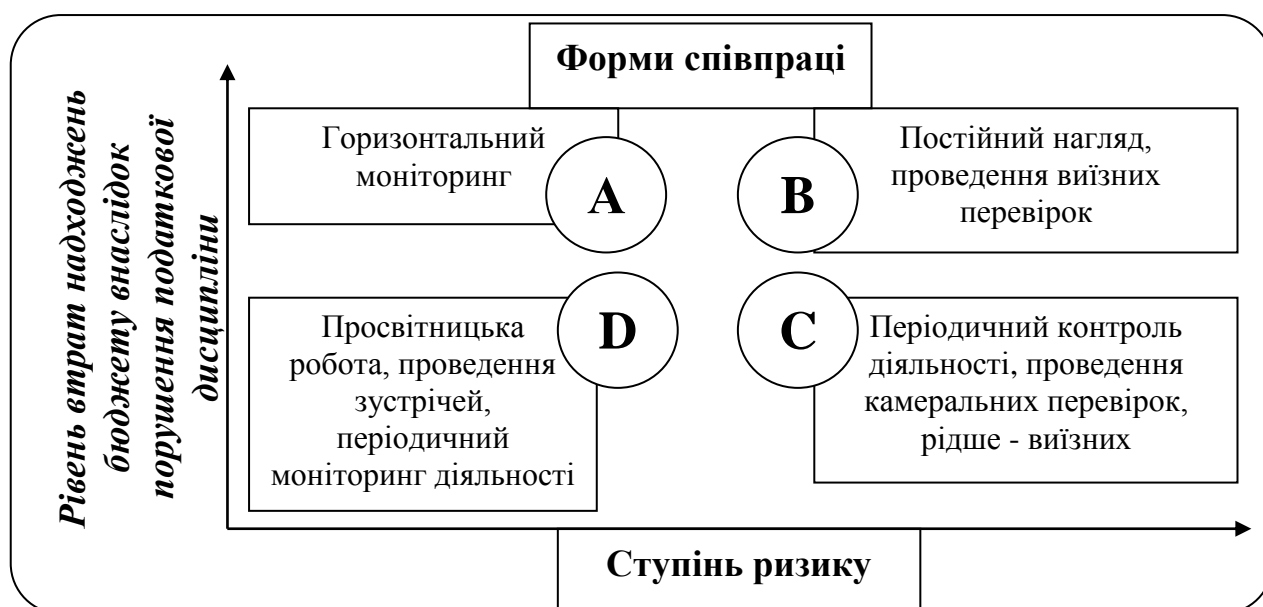 Форми співпраці
Рівень втрат надходжень
бюджету внаслідок
порушення податкової
дисципліни
Горизонтальний
моніторинг
A
B
Постійний нагляд,
проведення виїзних
перевірок
Просвітницька
робота, проведення
зустрічей,
періодичний
моніторинг діяльності
D
C
Періодичний контроль
діяльності, проведення
камеральних перевірок,
рідше - виїзних
Ступінь ризику